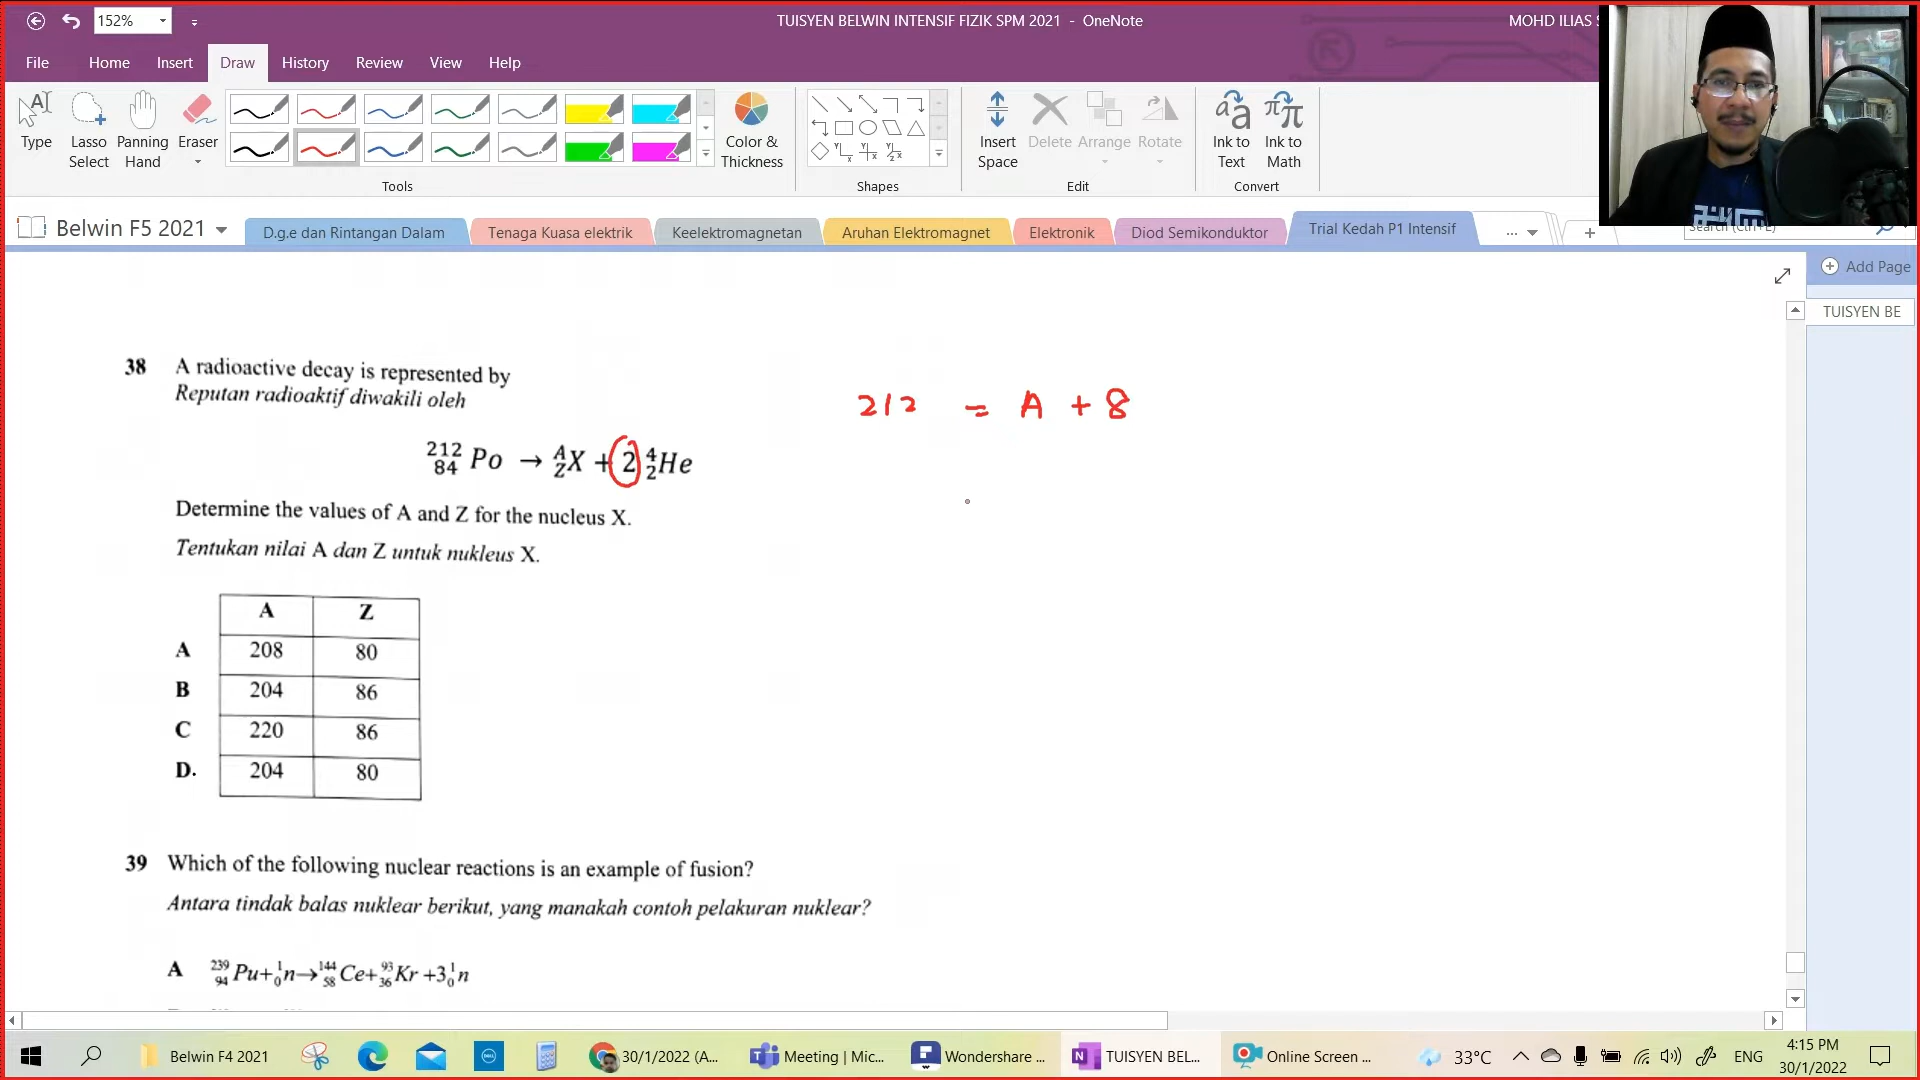 152%
TUISYEN BELWIN INTENSIF FIZIK SPM 2021 - OneNote
MOHD ILIAS
File Home Insert Draw History Review View Help
Type
Lasso Select
Panning Hand
Eraser
Color & Thickness
Insert Space
Delete Arrange Rotate
Ink to Text
Ink to Math
Tools Shapes Edit Convert
Belwin F5 2021
D.g.e dan Rintangan Dalam
Tenaga Kuasa elektrik
Keelektromagnetan
Aruhan Elektromagnet
Elektronik
Diod Semikonduktor
Trial Kedah P1 Intensif
...
Search (Ctrl+E)
Add Page
TUISYEN BE
38 A radioactive decay is represented by
Reputan radioaktif diwakili oleh
212 = A + 8
²¹²₈₄ Po → ᴬ_Z X + 2 ⁴₂He
Determine the values of A and Z for the nucleus X.
Tentukan nilai A dan Z untuk nukleus X.
A Z
A 208 80
B 204 86
C 220 86
D. 204 80
39 Which of the following nuclear reactions is an example of fusion?
Antara tindak balas nuklear berikut, yang manakah contoh pelakuran nuklear?
A ²³⁹₉₄Pu+¹₀n→¹⁴⁴₅₈Ce+⁹³₃₆Kr +3¹₀n
Belwin F4 2021
DELL
30/1/2022 (A...
Meeting | Mic...
Wondershare ...
TUISYEN BEL...
Online Screen ...
33°C
ENG
4:15 PM
30/1/2022